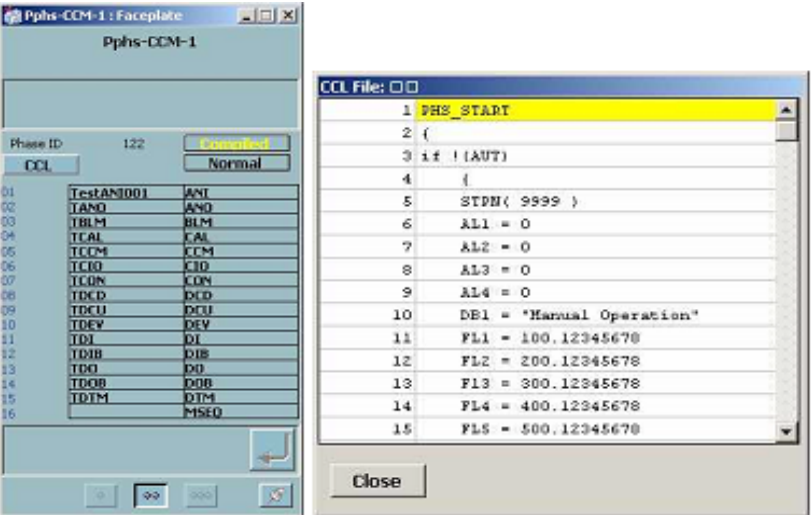 Pphs-CCM-1 : Faceplate
Pphs-CCM-1
Phase ID 122 Compiled
CCL Normal
01 TestANI001 ANI
02 TANO ANO
03 TBLM BLM
04 TCAL CAL
05 TCCM CCM
06 TCIO CIO
07 TCON CON
08 TDCD DCD
09 TDCU DCU
10 TDEV DEV
11 TDI DI
12 TDIB DIB
13 TDO DO
14 TDOB DOB
15 TDTM DTM
16 MSEQ
CCL File: □□
1 PHS_START
2 {
3 if !(AUT)
4 {
5 STPN( 9999 )
6 AL1 = 0
7 AL2 = 0
8 AL3 = 0
9 AL4 = 0
10 DB1 = "Manual Operation"
11 FL1 = 100.12345678
12 FL2 = 200.12345678
13 Fl3 = 300.12345678
14 FL4 = 400.12345678
15 FL5 = 500.12345678
Close